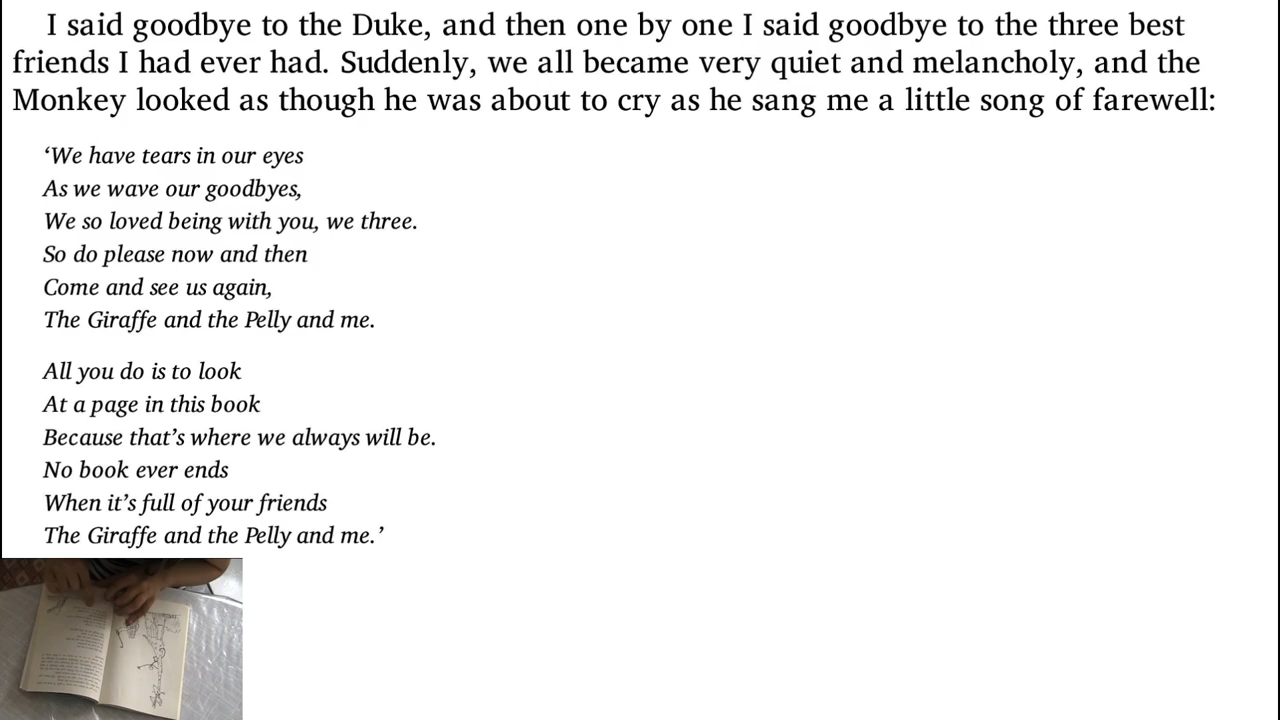 I said goodbye to the Duke, and then one by one I said goodbye to the three best
friends I had ever had. Suddenly, we all became very quiet and melancholy, and the
Monkey looked as though he was about to cry as he sang me a little song of farewell:
‘We have tears in our eyes
As we wave our goodbyes,
We so loved being with you, we three.
So do please now and then
Come and see us again,
The Giraffe and the Pelly and me.
All you do is to look
At a page in this book
Because that’s where we always will be.
No book ever ends
When it’s full of your friends
The Giraffe and the Pelly and me.’